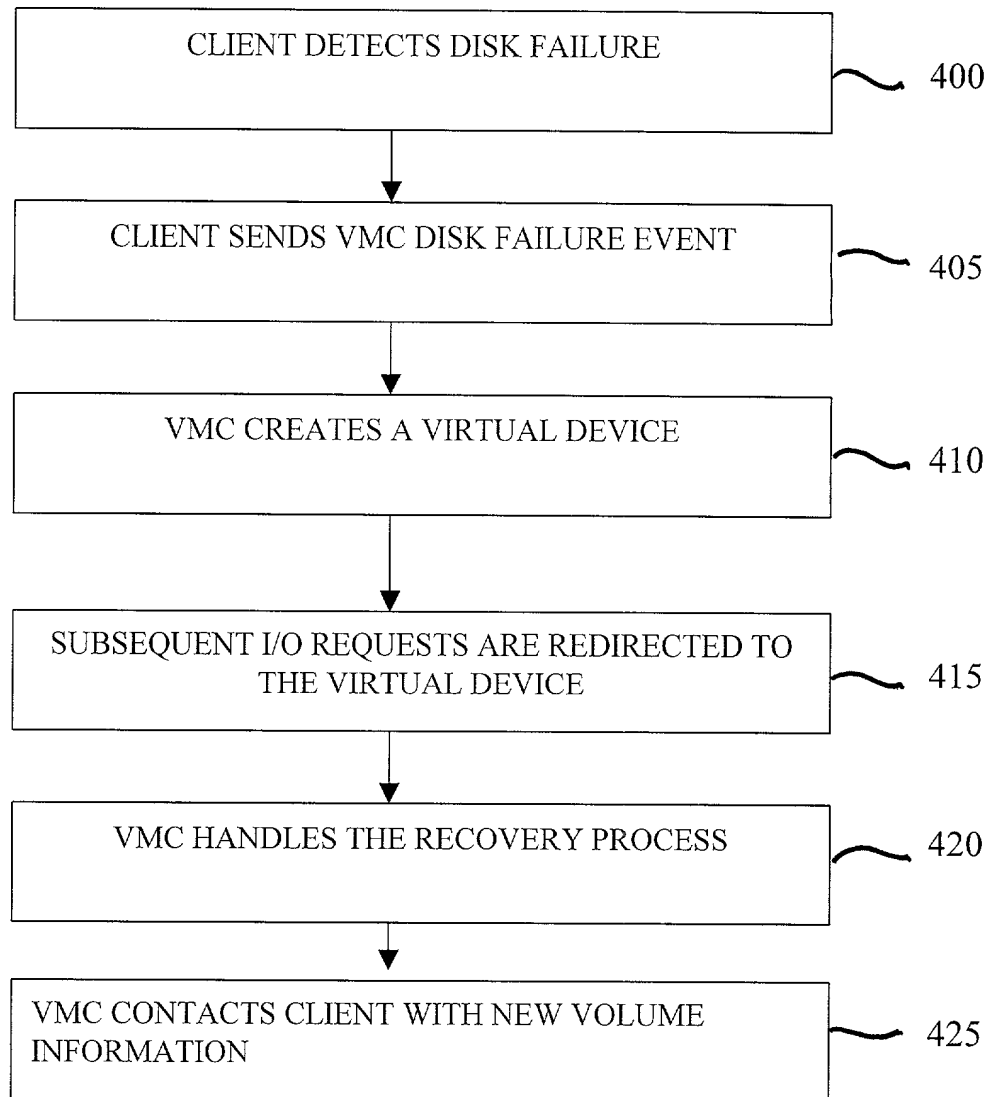 CLIENT DETECTS DISK FAILURE
400
CLIENT SENDS VMC DISK FAILURE EVENT
405
VMC CREATES A VIRTUAL DEVICE
410
SUBSEQUENT I/O REQUESTS ARE REDIRECTED TO
THE VIRTUAL DEVICE
415
VMC HANDLES THE RECOVERY PROCESS
420
VMC CONTACTS CLIENT WITH NEW VOLUME
INFORMATION
425